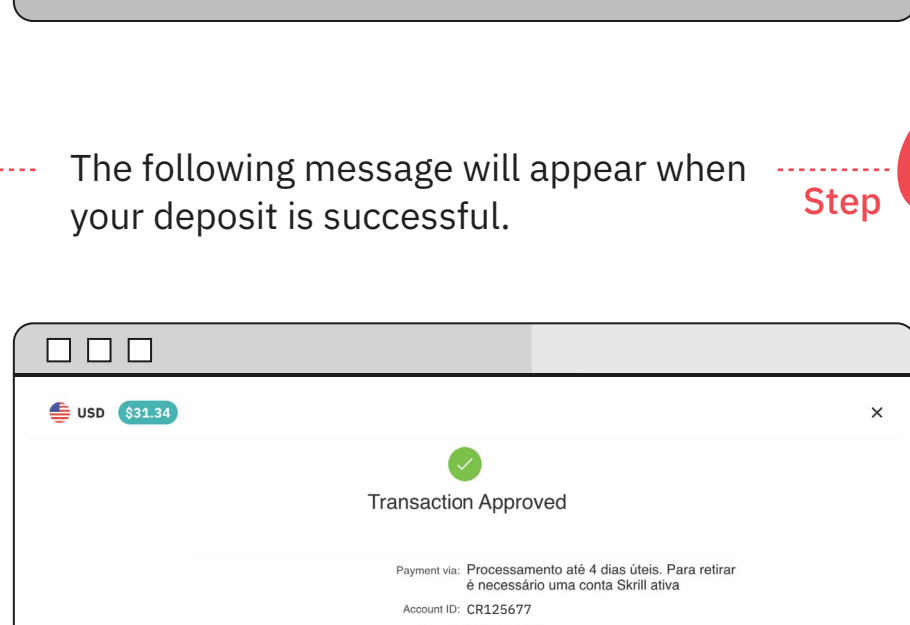 The following message will appear when
your deposit is successful.
Step
USD $31.34
Transaction Approved
Payment via: Processamento até 4 dias úteis. Para retirar
é necessário uma conta Skrill ativa
Account ID: CR125677